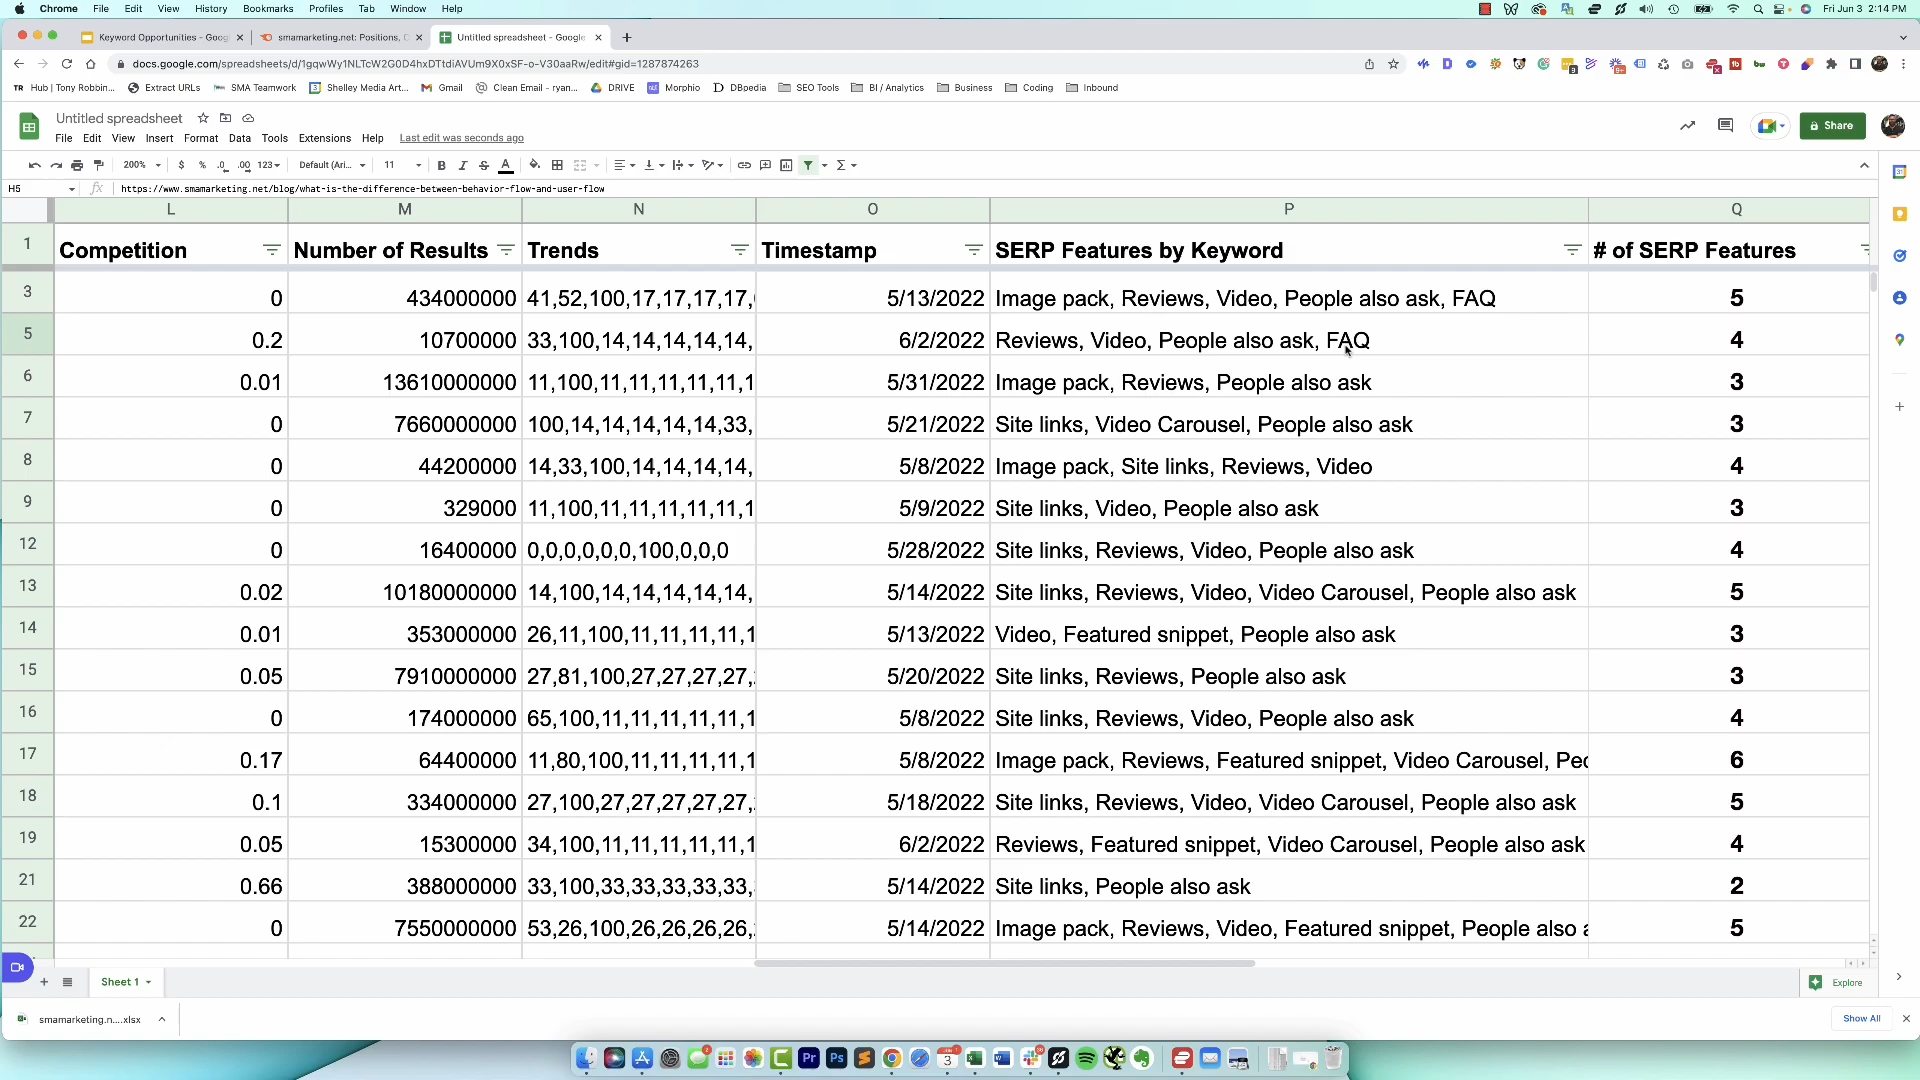 Chrome File Edit View History Bookmarks Profiles Tab Window Help Fri Jun 3 2:14 PM
Keyword Opportunities - Goog smamarketing.net: Positions, C Untitled spreadsheet - Google
docs.google.com/spreadsheets/d/1gqwWy1NLTcW2G0D4hxDTtdiAVUm9X0xSF-o-V30aaRw/edit#gid=1287874263
Hub | Tony Robbin... Extract URLs SMA Teamwork Shelley Media Art... Gmail Clean Email - ryan... DRIVE Morphio DBpedia SEO Tools BI / Analytics Business Coding Inbound
Untitled spreadsheet
File Edit View Insert Format Data Tools Extensions Help Last edit was seconds ago Share
200% $ % .0 .00 123 Default (Ari... 11 B I S A
H5 fx https://www.smamarketing.net/blog/what-is-the-difference-between-behavior-flow-and-user-flow
L M N O P Q
1 Competition Number of Results Trends Timestamp SERP Features by Keyword # of SERP Features
3 0 434000000 41,52,100,17,17,17,17, 5/13/2022 Image pack, Reviews, Video, People also ask, FAQ 5
5 0.2 10700000 33,100,14,14,14,14,14, 6/2/2022 Reviews, Video, People also ask, FAQ 4
6 0.01 13610000000 11,100,11,11,11,11,11,1 5/31/2022 Image pack, Reviews, People also ask 3
7 0 7660000000 100,14,14,14,14,14,33, 5/21/2022 Site links, Video Carousel, People also ask 3
8 0 44200000 14,33,100,14,14,14,14, 5/8/2022 Image pack, Site links, Reviews, Video 4
9 0 329000 11,100,11,11,11,11,11,1 5/9/2022 Site links, Video, People also ask 3
12 0 16400000 0,0,0,0,0,0,100,0,0,0 5/28/2022 Site links, Reviews, Video, People also ask 4
13 0.02 10180000000 14,100,14,14,14,14,14, 5/14/2022 Site links, Reviews, Video, Video Carousel, People also ask 5
14 0.01 353000000 26,11,100,11,11,11,11,1 5/13/2022 Video, Featured snippet, People also ask 3
15 0.05 7910000000 27,81,100,27,27,27,27, 5/20/2022 Site links, Reviews, People also ask 3
16 0 174000000 65,100,11,11,11,11,11,1 5/8/2022 Site links, Reviews, Video, People also ask 4
17 0.17 64400000 11,80,100,11,11,11,11,1 5/8/2022 Image pack, Reviews, Featured snippet, Video Carousel, Peo 6
18 0.1 334000000 27,100,27,27,27,27,27, 5/18/2022 Site links, Reviews, Video, Video Carousel, People also ask 5
19 0.05 15300000 34,100,11,11,11,11,11,1 6/2/2022 Reviews, Featured snippet, Video Carousel, People also ask 4
21 0.66 388000000 33,100,33,33,33,33,33, 5/14/2022 Site links, People also ask 2
22 0 7550000000 53,26,100,26,26,26,26, 5/14/2022 Image pack, Reviews, Video, Featured snippet, People also a 5
Sheet 1 Explore
smamarketing.n....xlsx Show All